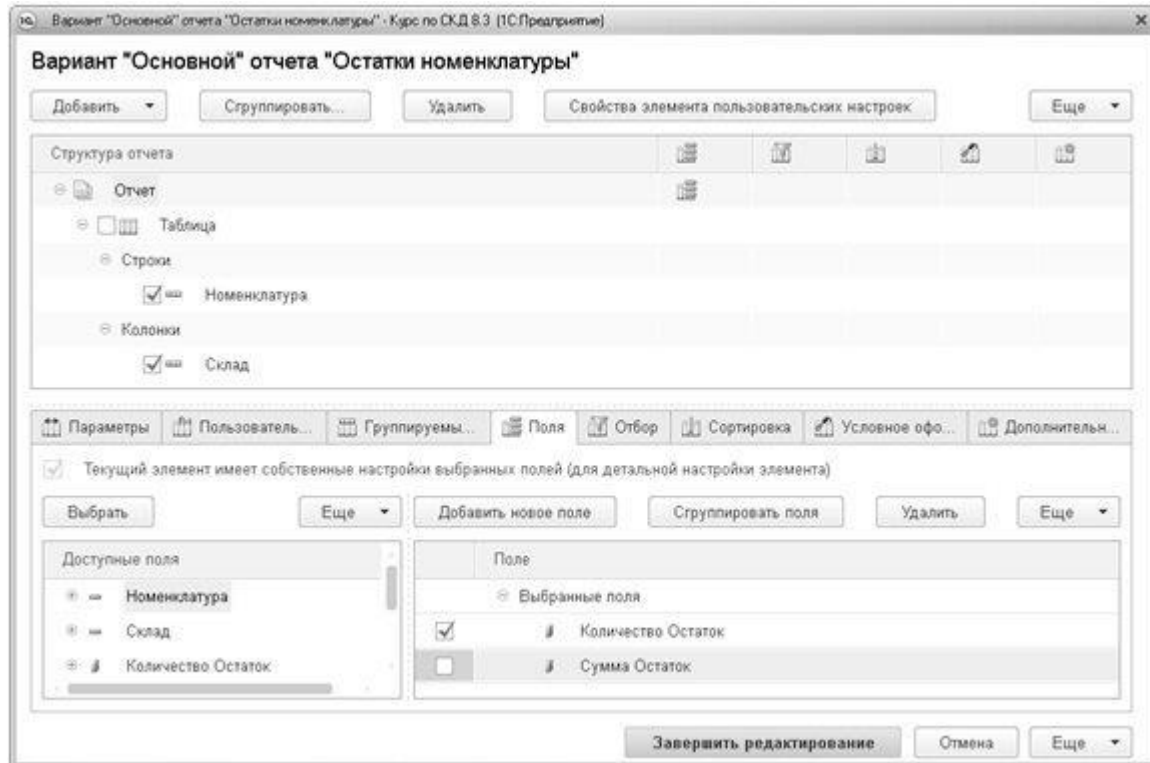 Вариант "Основной" отчета "Остатки номенклатуры" - Курс по СКД 8.3 (1С:Предприятие)
Вариант "Основной" отчета "Остатки номенклатуры"
Добавить Сгруппировать... Удалить Свойства элемента пользовательских настроек Еще
Структура отчета
Отчет
Таблица
Строки
Номенклатура
Колонки
Склад
Параметры Пользователь... Группируемы... Поля Отбор Сортировка Условное офо... Дополнительн...
Текущий элемент имеет собственные настройки выбранных полей (для детальной настройки элемента)
Выбрать Еще Добавить новое поле Сгруппировать поля Удалить Еще
Доступные поля Поле
Номенклатура Выбранные поля
Склад Количество Остаток
Количество Остаток Сумма Остаток
Завершить редактирование Отмена Еще